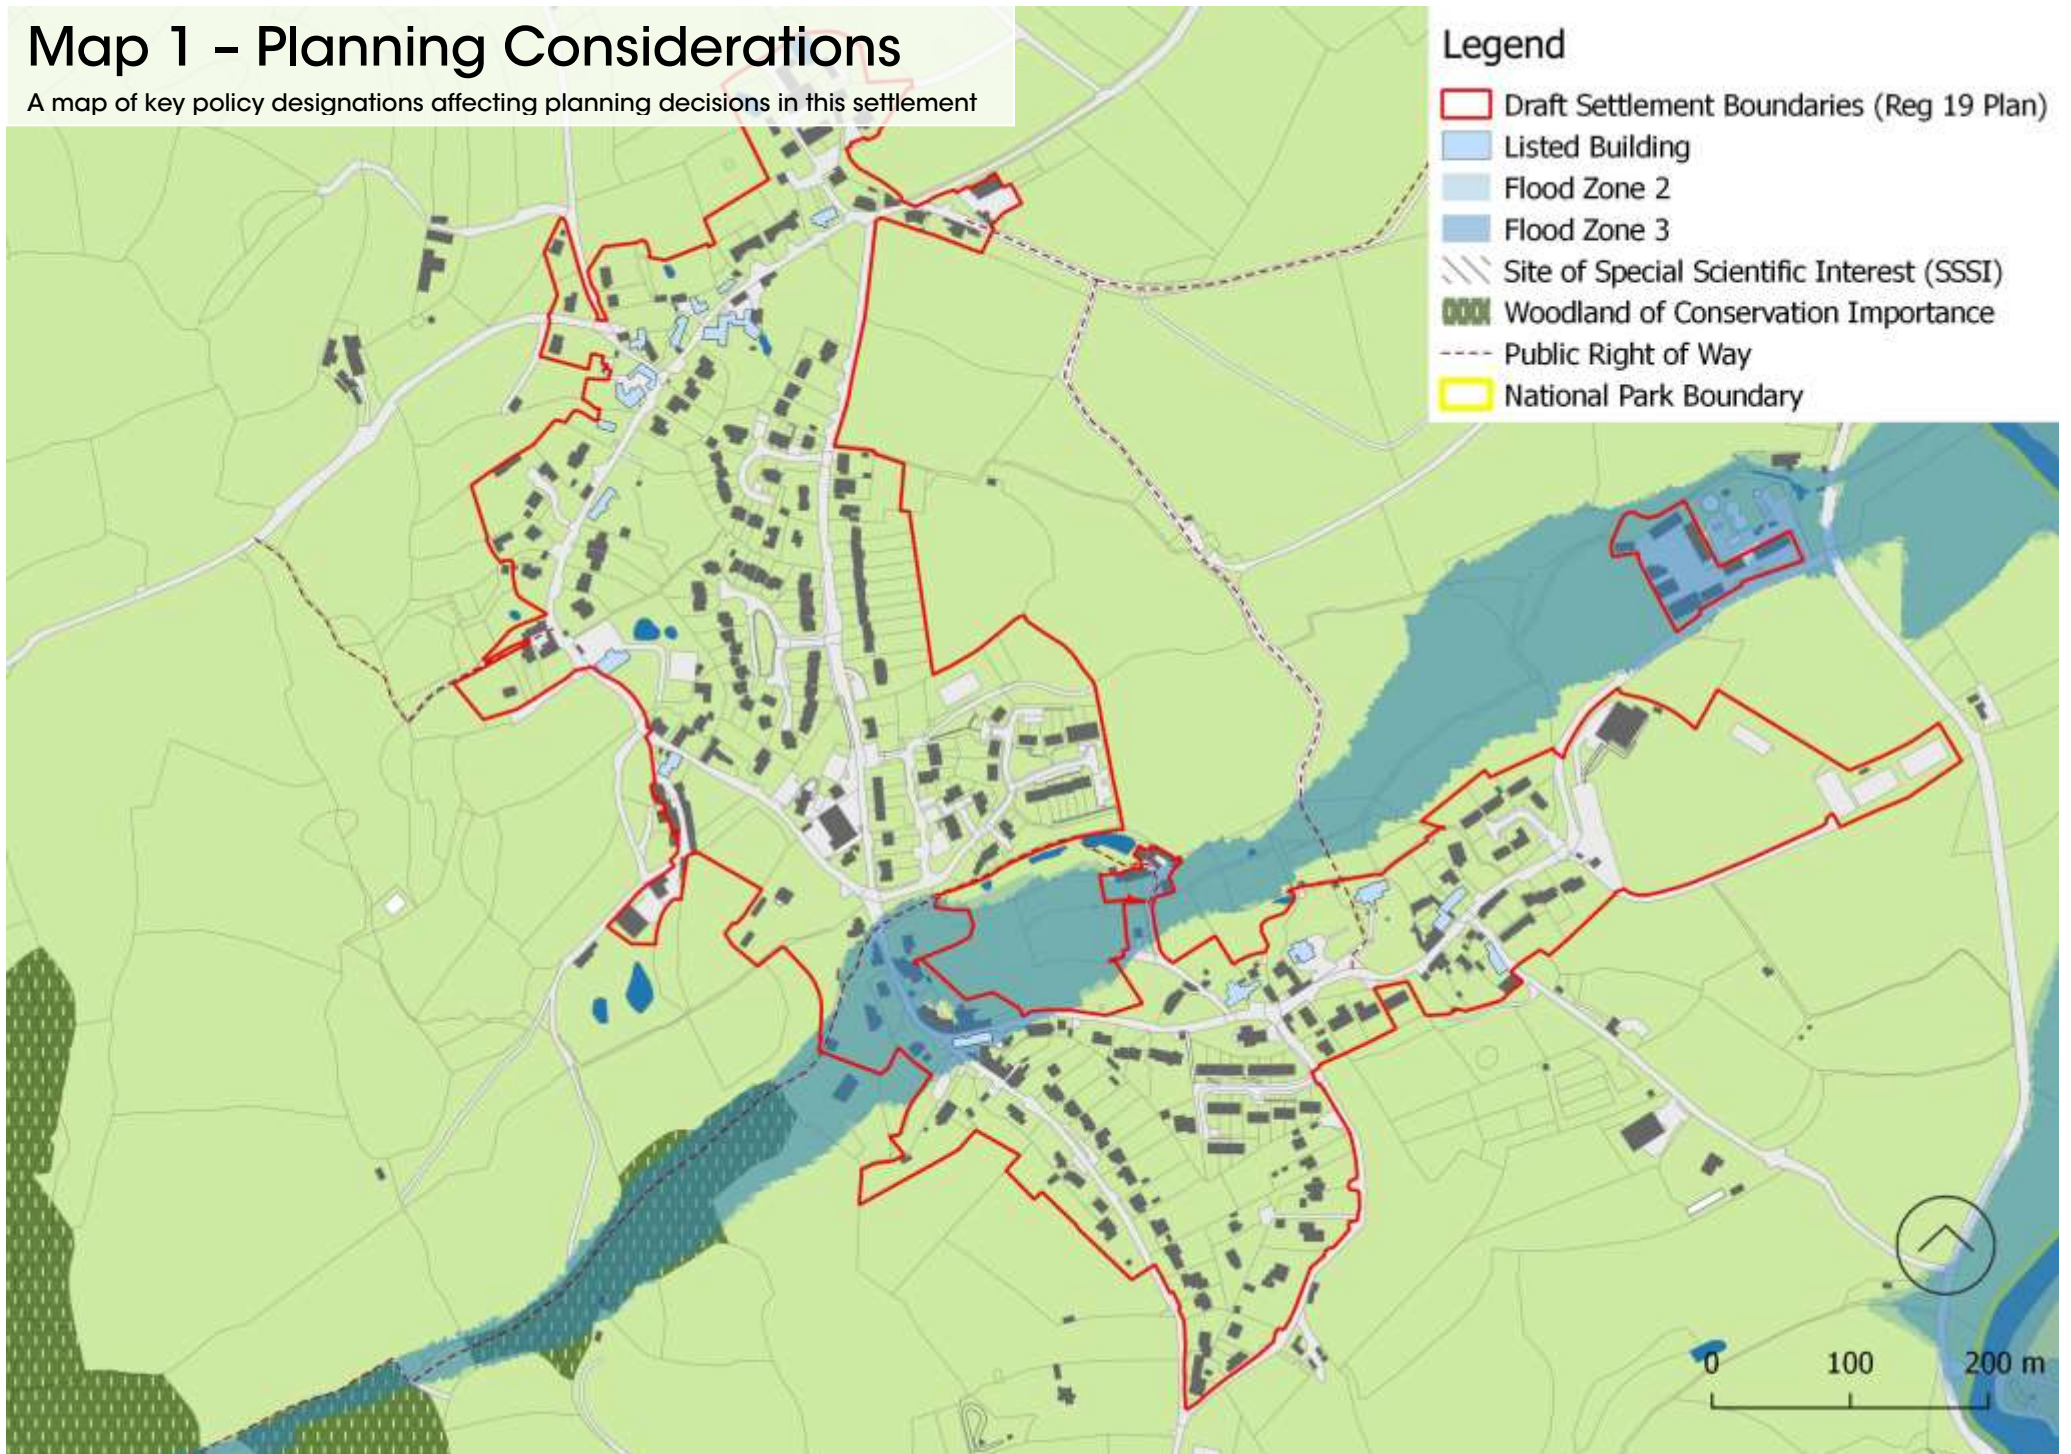 Map 1 – Planning Considerations
A map of key policy designations affecting planning decisions in this settlement
Legend
Draft Settlement Boundaries (Reg 19 Plan)
Listed Building
Flood Zone 2
Flood Zone 3
Site of Special Scientific Interest (SSSI)
Woodland of Conservation Importance
Public Right of Way
National Park Boundary
0 100 200 m